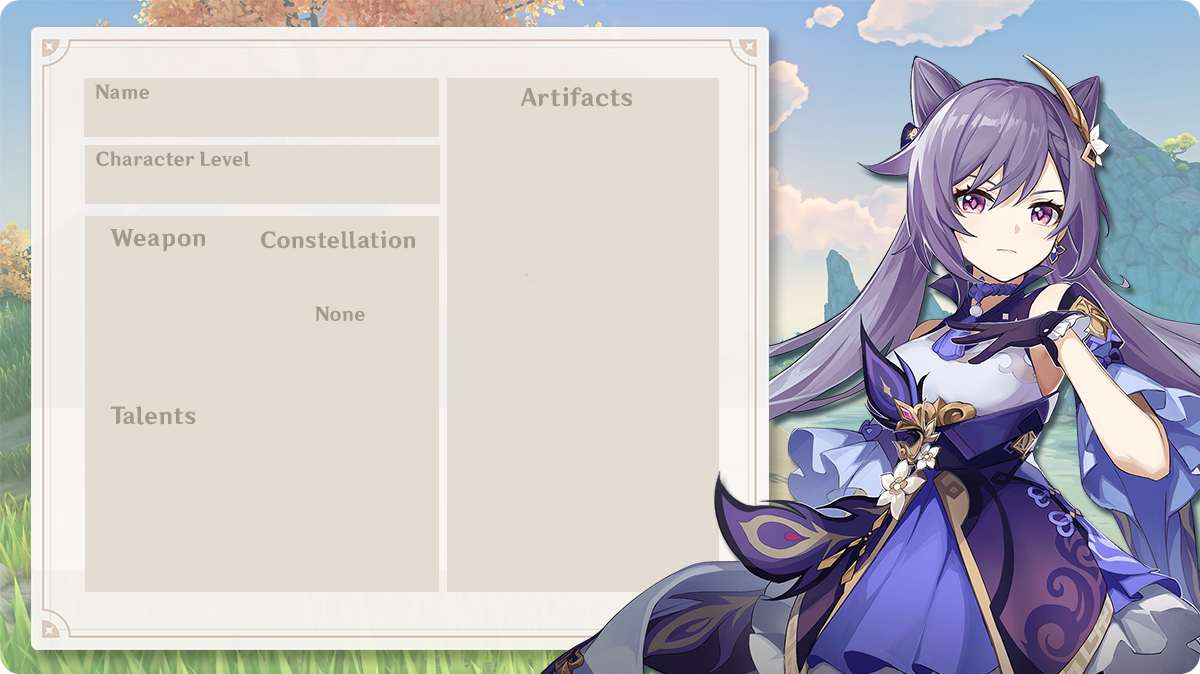 Name
Artifacts
Character Level
Weapon
Constellation
None
Talents